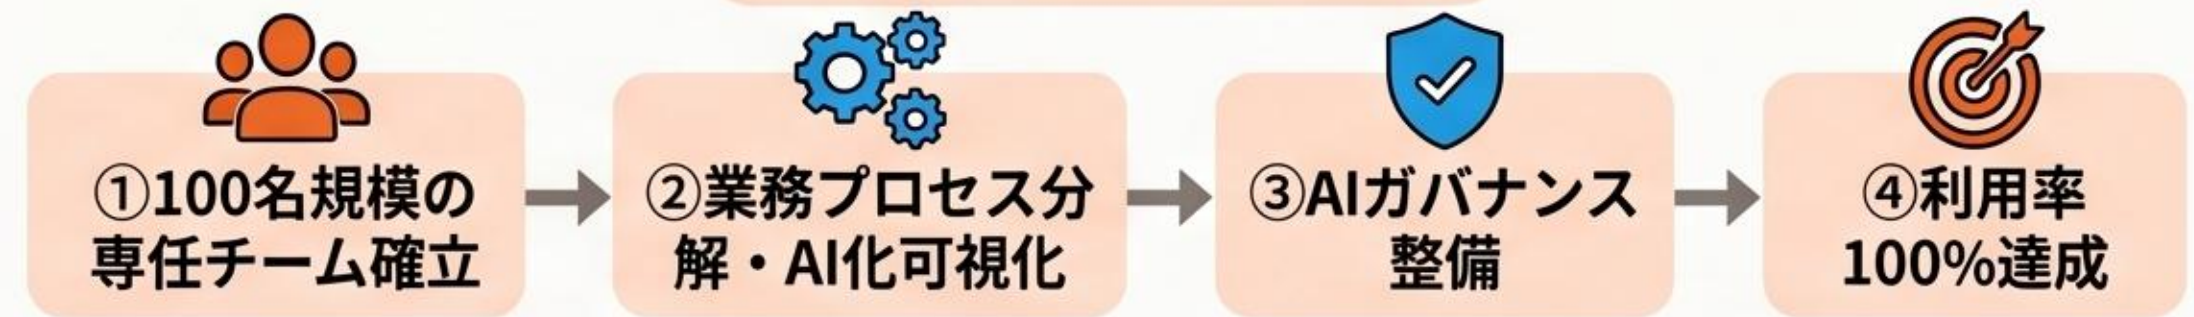 ①100名規模の
専任チーム確立
②業務プロセス分
解・AI化可視化
③AIガバナンス
整備
④利用率
100%達成